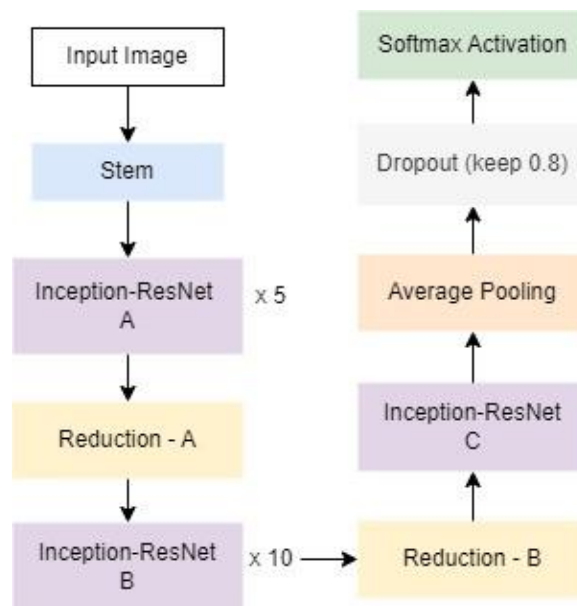 Input Image
Stem
Inception-ResNet
A
x 5
Reduction - A
Inception-ResNet
B
x 10
Reduction - B
Inception-ResNet
C
Average Pooling
Dropout (keep 0.8)
Softmax Activation